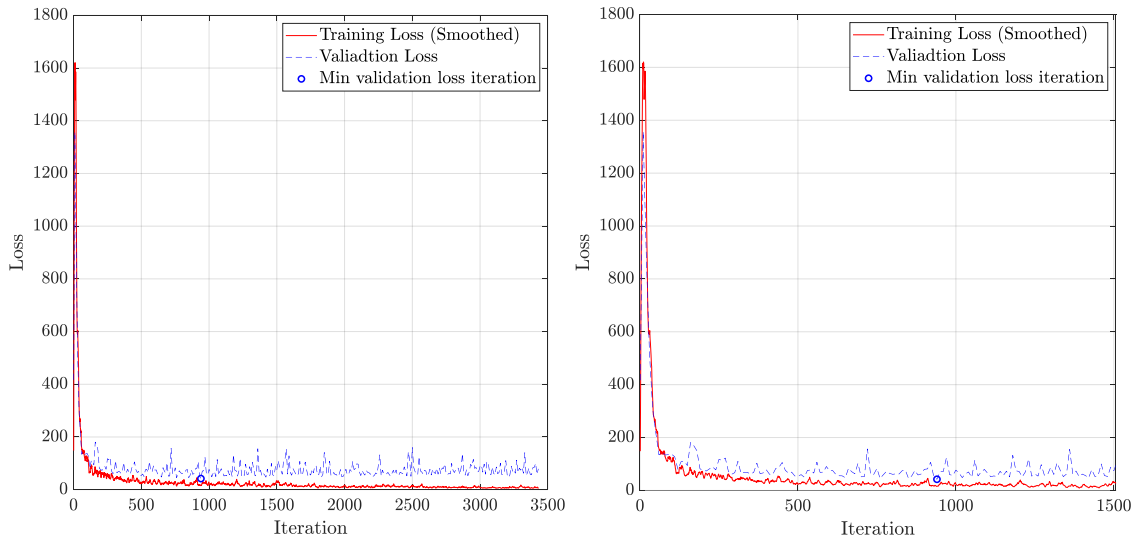 1800
1600
1400
1200
1000
800
600
400
200
0
Loss
0 500 1000 1500 2000 2500 3000 3500
Iteration
Training Loss (Smoothed)
Valiadtion Loss
Min validation loss iteration
1800
1600
1400
1200
1000
800
600
400
200
0
Loss
0 500 1000 1500
Iteration
Training Loss (Smoothed)
Valiadtion Loss
Min validation loss iteration